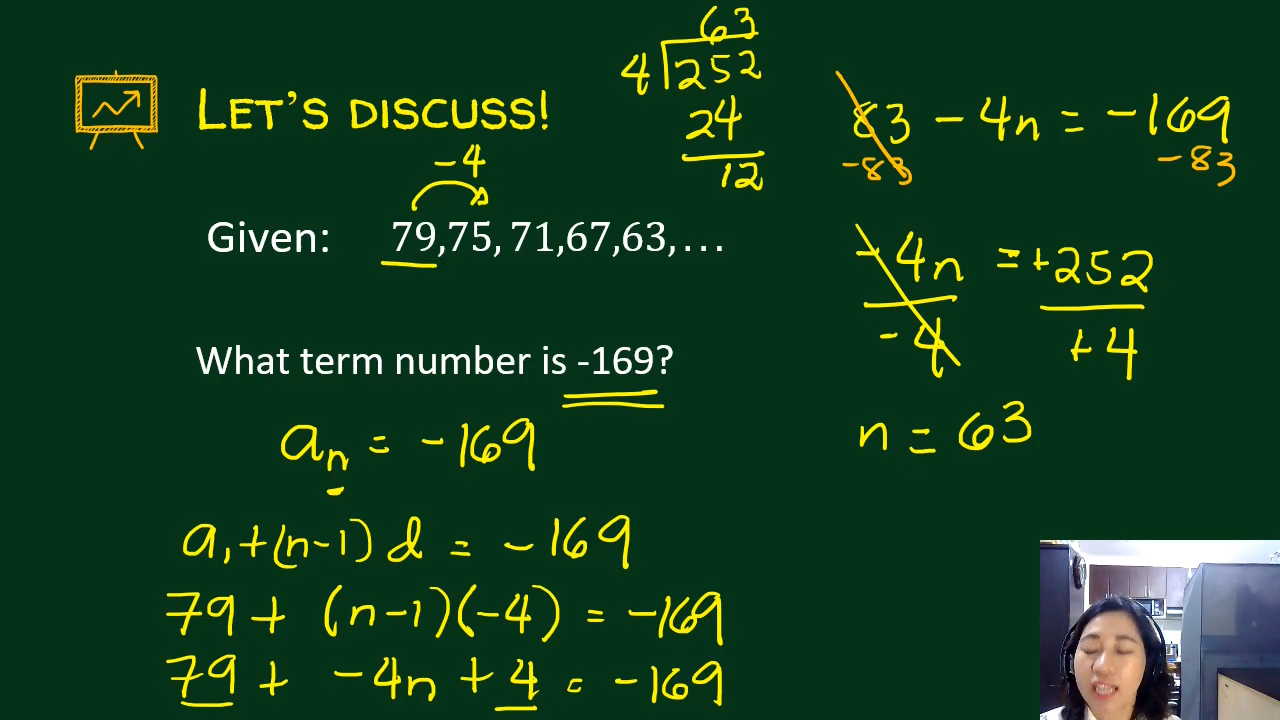 LET'S DISCUSS!
-4
Given: 79,75, 71,67,63, …
What term number is -169?
aₙ = -169
a₁+(n-1) d = -169
79 + (n-1)(-4) = -169
79 + -4n + 4 = -169
63
4 252
24
12
83 - 4n = -169
-83 -83
-4n = +252
-4 +4
n = 63